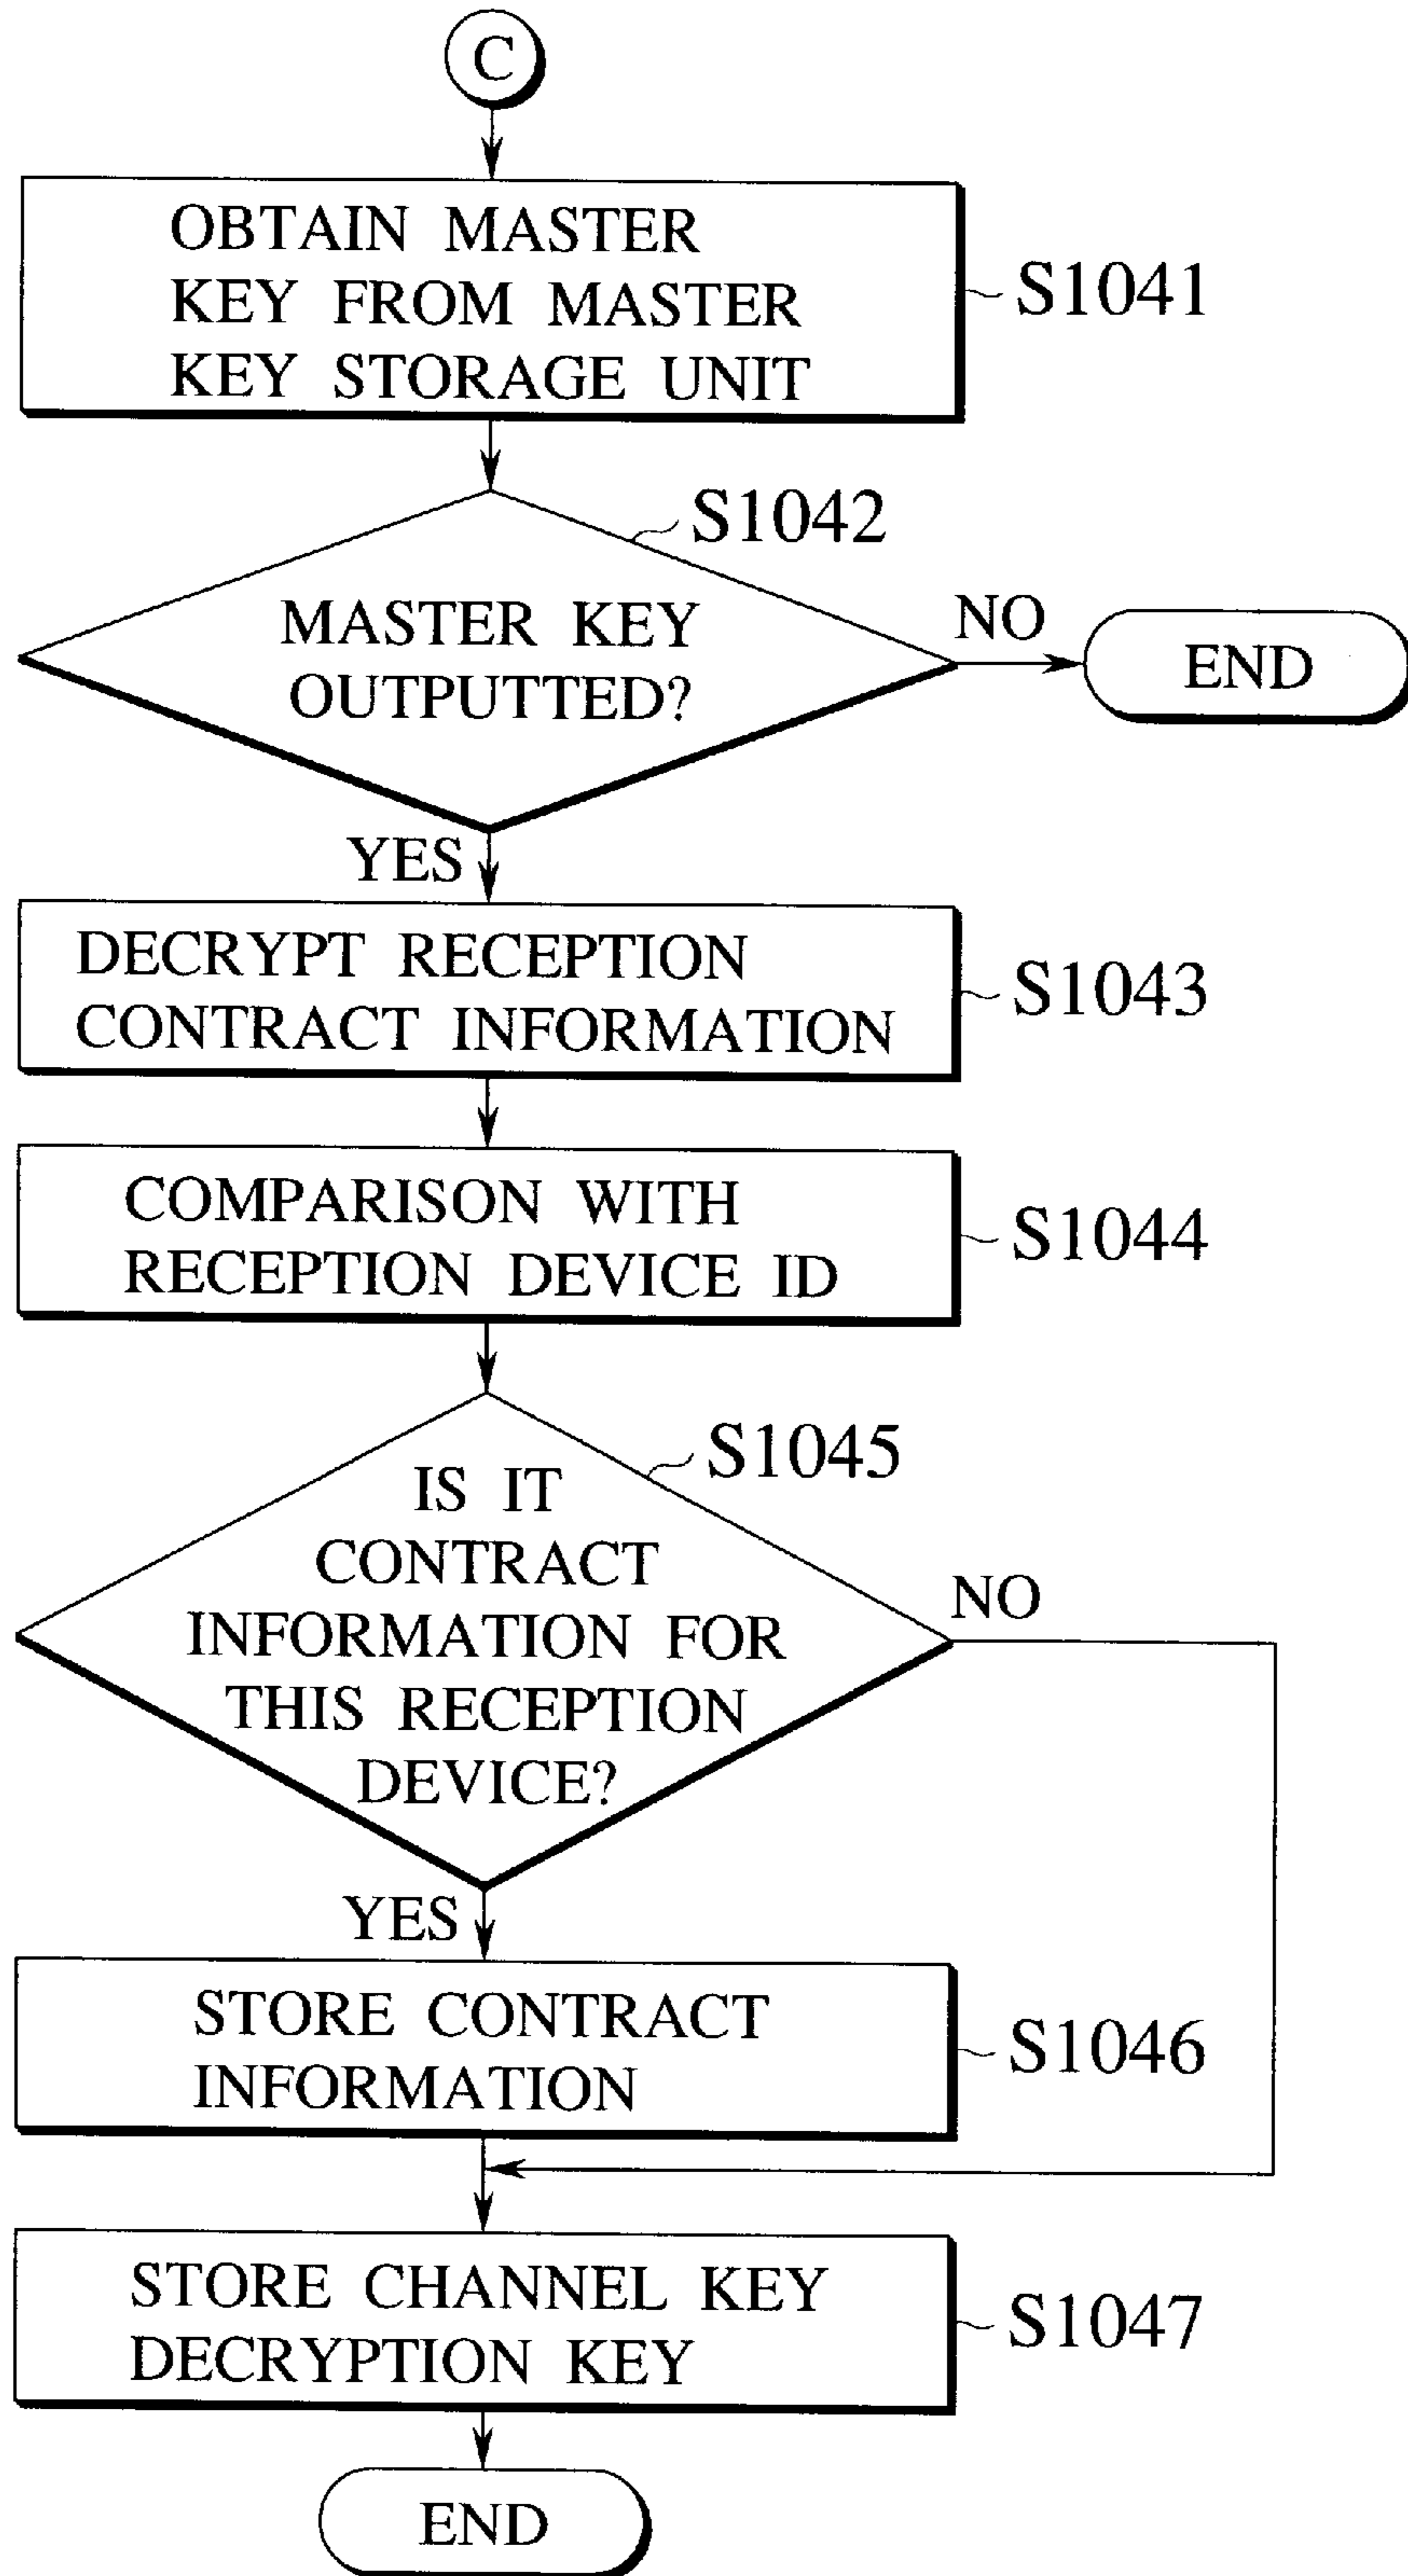 C
OBTAIN MASTER
KEY FROM MASTER
KEY STORAGE UNIT
S1041
S1042
MASTER KEY
OUTPUTTED?
NO
END
YES
DECRYPT RECEPTION
CONTRACT INFORMATION
S1043
COMPARISON WITH
RECEPTION DEVICE ID
S1044
S1045
IS IT
CONTRACT
INFORMATION FOR
THIS RECEPTION
DEVICE?
NO
YES
STORE CONTRACT
INFORMATION
S1046
STORE CHANNEL KEY
DECRYPTION KEY
S1047
END